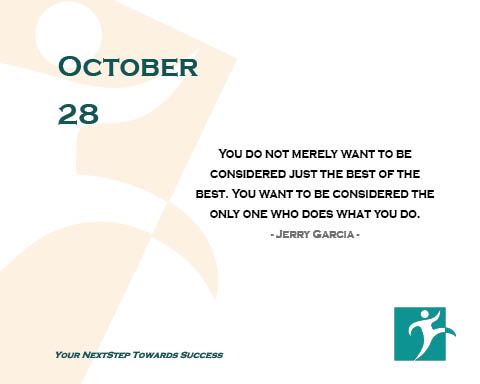 October
28
You do not merely want to be
considered just the best of the
best. You want to be considered the
only one who does what you do.
- Jerry Garcia -
Your NextStep Towards Success